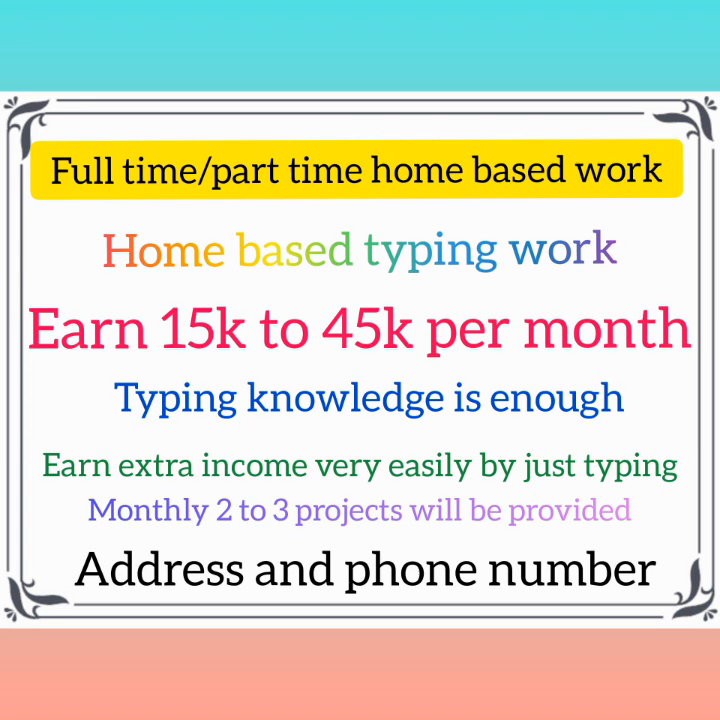 Full time/part time home based work
Home based typing work
Earn 15k to 45k per month
Typing knowledge is enough
Earn extra income very easily by just typing
Monthly 2 to 3 projects will be provided
Address and phone number